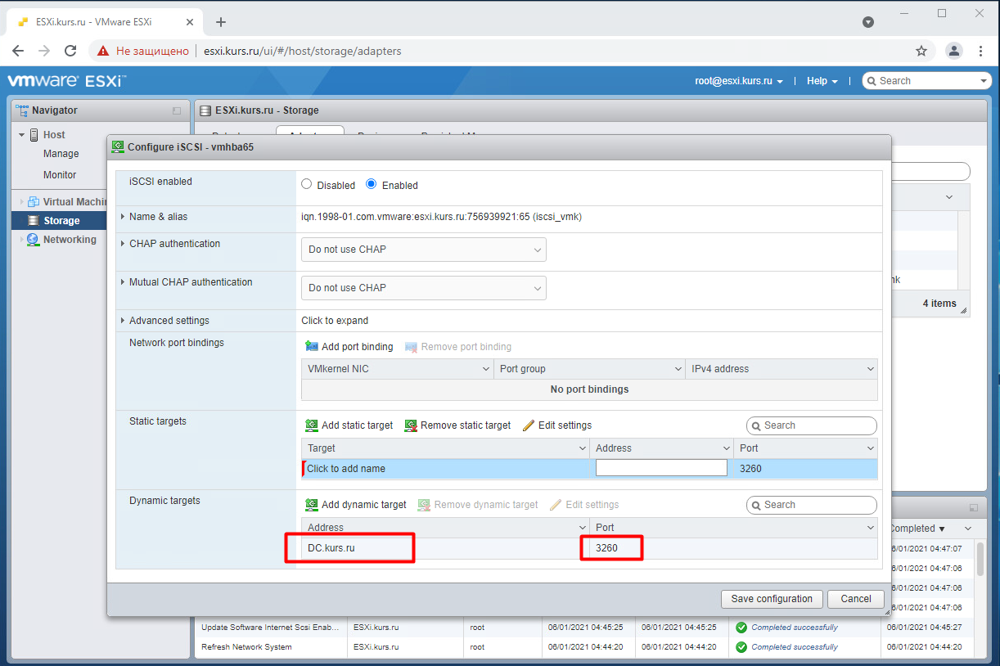 ESXi.kurs.ru - VMware ESXi
Не защищено esxi.kurs.ru/ui/#/host/storage/adapters
vmware ESXi™ root@esxi.kurs.ru Help Search
Navigator ESXi.kurs.ru - Storage
Host
Manage
Monitor
Virtual Machin
Storage
Networking
4 items
Configure iSCSI - vmhba65
iSCSI enabled Disabled Enabled
Name & alias iqn.1998-01.com.vmware:esxi.kurs.ru:756939921:65 (iscsi_vmk)
CHAP authentication Do not use CHAP
Mutual CHAP authentication Do not use CHAP
Advanced settings Click to expand
Network port bindings Add port binding Remove port binding
VMkernel NIC Port group IPv4 address
No port bindings
Static targets Add static target Remove static target Edit settings Search
Target Address Port
Click to add name 3260
Dynamic targets Add dynamic target Remove dynamic target Edit settings Search
Address Port
DC.kurs.ru 3260
Save configuration Cancel
Completed ▼
6/01/2021 04:47:07
6/01/2021 04:47:06
6/01/2021 04:47:06
6/01/2021 04:47:06
Update Software Internet Scsi Enab... ESXi.kurs.ru root 06/01/2021 04:45:25 06/01/2021 04:45:25 Completed successfully 06/01/2021 04:45:27
Refresh Network System ESXi.kurs.ru root 06/01/2021 04:44:20 06/01/2021 04:44:20 Completed successfully 06/01/2021 04:44:20